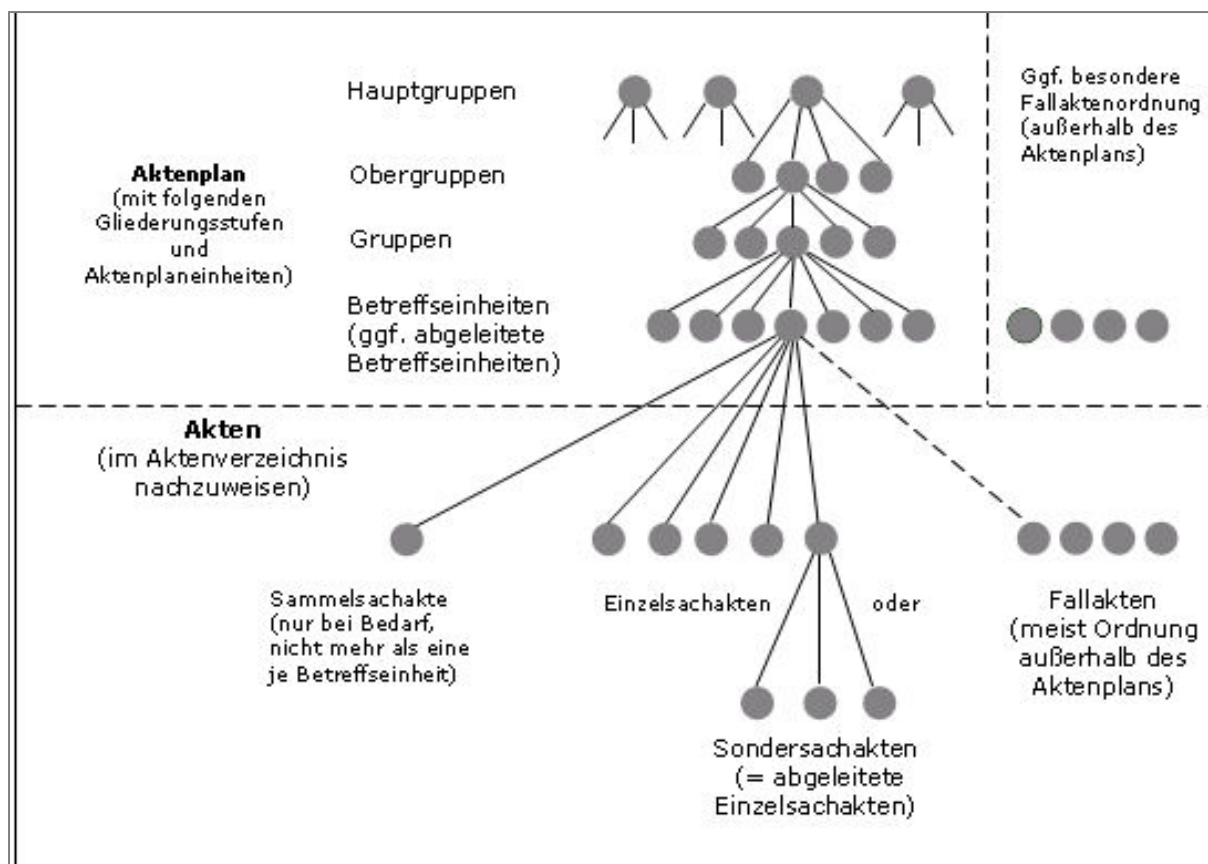 Hauptgruppen
Ggf. besondere
Fallaktenordnung
(außerhalb des
Aktenplans)
Aktenplan
(mit folgenden
Gliederungsstufen
und
Aktenplaneinheiten)
Obergruppen
Gruppen
Betreffseinheiten
(ggf. abgeleitete
Betreffseinheiten)
Akten
(im Aktenverzeichnis
nachzuweisen)
Sammelsachakte
(nur bei Bedarf,
nicht mehr als eine
je Betreffseinheit)
Einzelsachakten
oder
Fallakten
(meist Ordnung
außerhalb des
Aktenplans)
Sondersachakten
(= abgeleitete
Einzelsachakten)